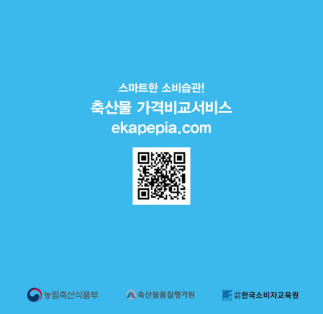 스마트한 소비습관!
축산물 가격비교서비스
ekapepia.com
농림축산식품부
축산물품질평가원
한국소비자교육원